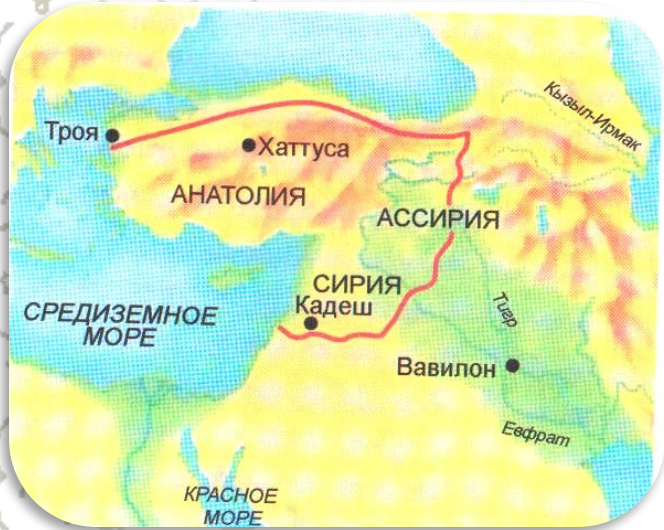 Кызыл-Ирмак
Троя
Хаттуса
АНАТОЛИЯ
АССИРИЯ
СИРИЯ
Кадеш
СРЕДИЗЕМНОЕ
МОРЕ
Тигр
Вавилон
Евфрат
КРАСНОЕ
МОРЕ